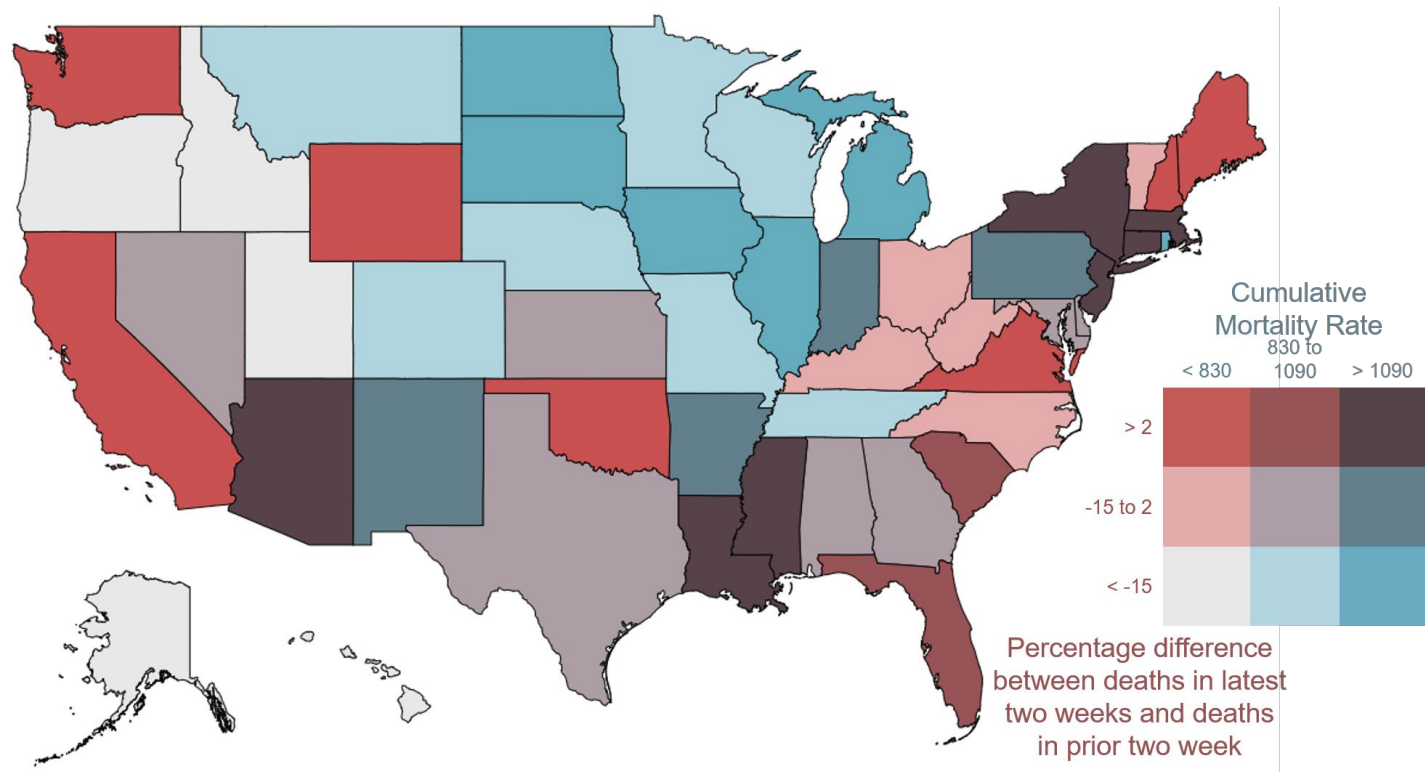 Cumulative
Mortality Rate
< 830
830 to
1090
> 1090
> 2
-15 to 2
< -15
Percentage difference
between deaths in latest
two weeks and deaths
in prior two week